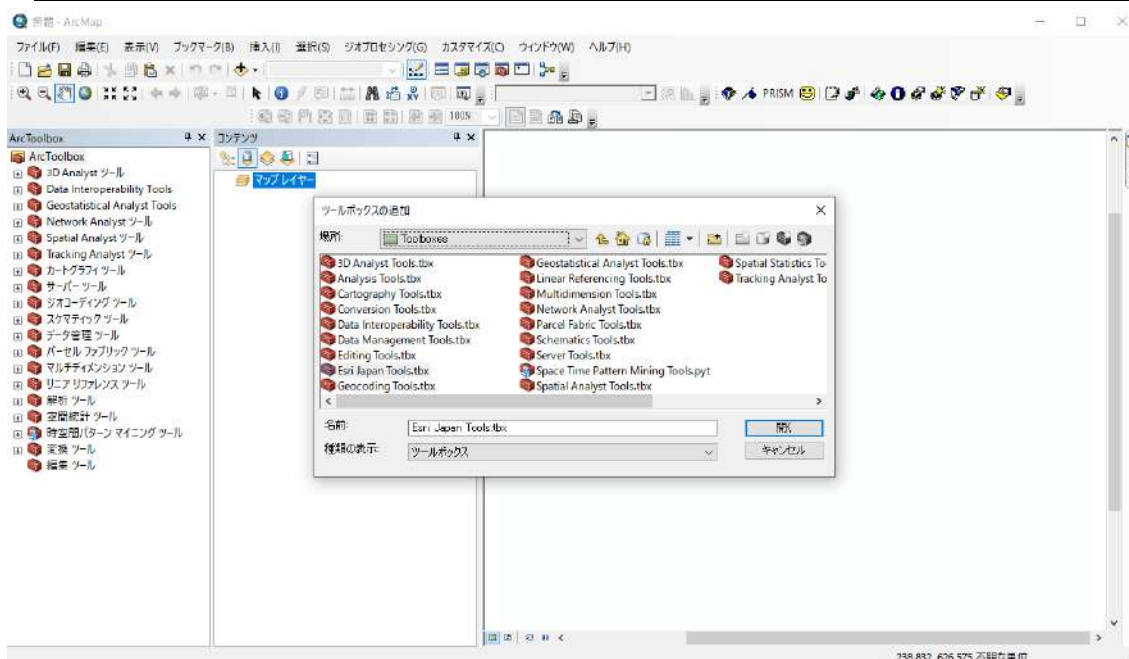 無題 - ArcMap
ファイル(F) 編集(E) 表示(V) ブックマーク(B) 挿入(I) 選択(S) ジオプロセシング(G) カスタマイズ(C) ウィンドウ(W) ヘルプ(H)
PRISM
100%
ArcToolbox
ArcToolbox
3D Analyst ツール
Data Interoperability Tools
Geostatistical Analyst Tools
Network Analyst ツール
Spatial Analyst ツール
Tracking Analyst ツール
カートグラフィ ツール
サーバー ツール
ジオコーディング ツール
スケマティック ツール
データ管理 ツール
パーセル ファブリック ツール
マルチディメンション ツール
リニア リファレンス ツール
解析 ツール
空間統計 ツール
時空間パターン マイニング ツール
変換 ツール
編集 ツール
コンテンツ
マップ レイヤー
ツールボックスの追加
場所: Toolboxes
3D Analyst Tools.tbx
Analysis Tools.tbx
Cartography Tools.tbx
Conversion Tools.tbx
Data Interoperability Tools.tbx
Data Management Tools.tbx
Editing Tools.tbx
Esri Japan Tools.tbx
Geocoding Tools.tbx
Geostatistical Analyst Tools.tbx
Linear Referencing Tools.tbx
Multidimension Tools.tbx
Network Analyst Tools.tbx
Parcel Fabric Tools.tbx
Schematics Tools.tbx
Server Tools.tbx
Space Time Pattern Mining Tools.pyt
Spatial Analyst Tools.tbx
Spatial Statistics To
Tracking Analyst To
名前: Esri Japan Tools.tbx 開く
種類の表示: ツールボックス キャンセル
238.832 626.575 不明な単位